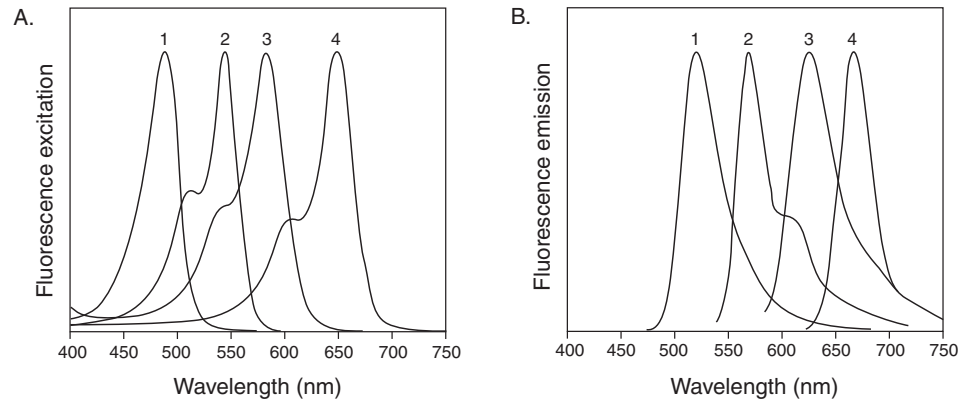 A.
1 2 3 4
Fluorescence excitation
400 450 500 550 600 650 700 750
Wavelength (nm)
B.
1 2 3 4
Fluorescence emission
400 450 500 550 600 650 700 750
Wavelength (nm)